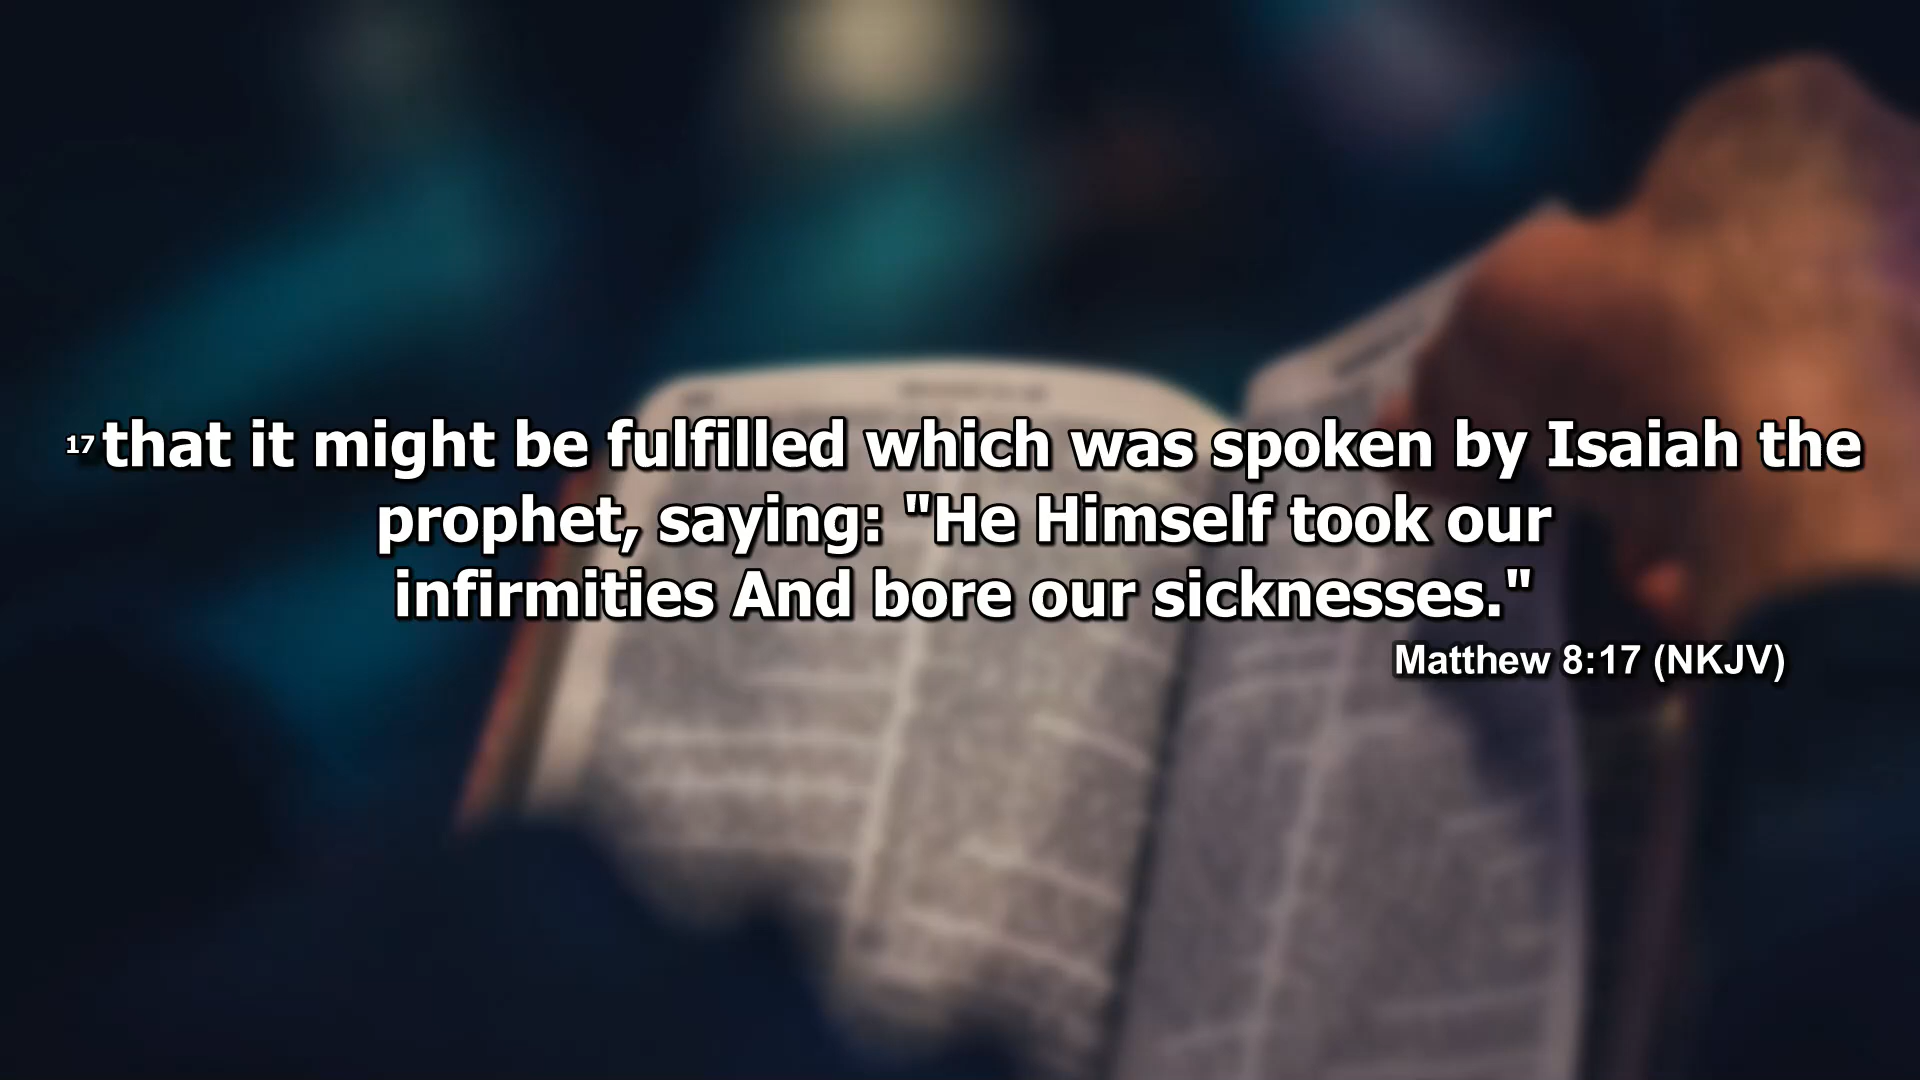 17 that it might be fulfilled which was spoken by Isaiah the
prophet, saying: "He Himself took our
infirmities And bore our sicknesses."
Matthew 8:17 (NKJV)